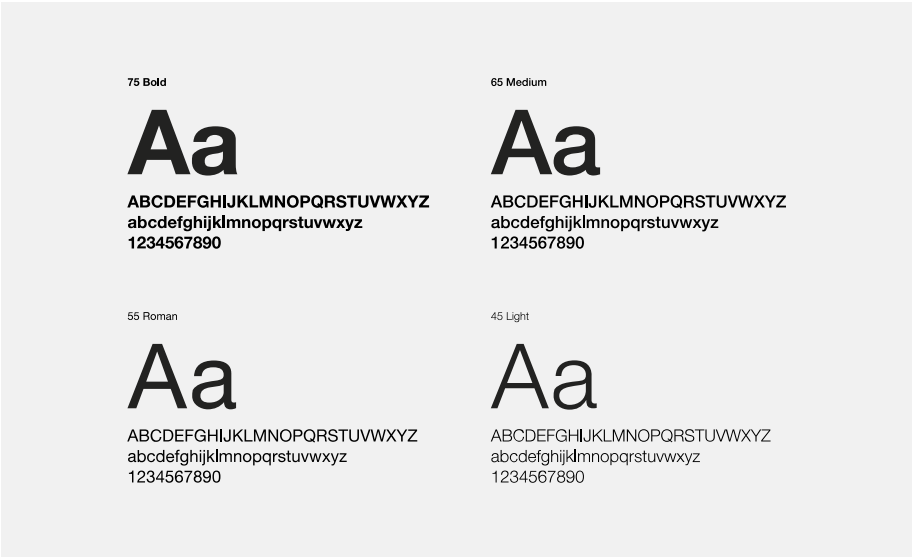 75 Bold
Aa
ABCDEFGHIJKLMNOPQRSTUVWXYZ
abcdefghijklmnopqrstuvwxyz
1234567890
65 Medium
Aa
ABCDEFGHIJKLMNOPQRSTUVWXYZ
abcdefghijklmnopqrstuvwxyz
1234567890
55 Roman
Aa
ABCDEFGHIJKLMNOPQRSTUVWXYZ
abcdefghijklmnopqrstuvwxyz
1234567890
45 Light
Aa
ABCDEFGHIJKLMNOPQRSTUVWXYZ
abcdefghijklmnopqrstuvwxyz
1234567890